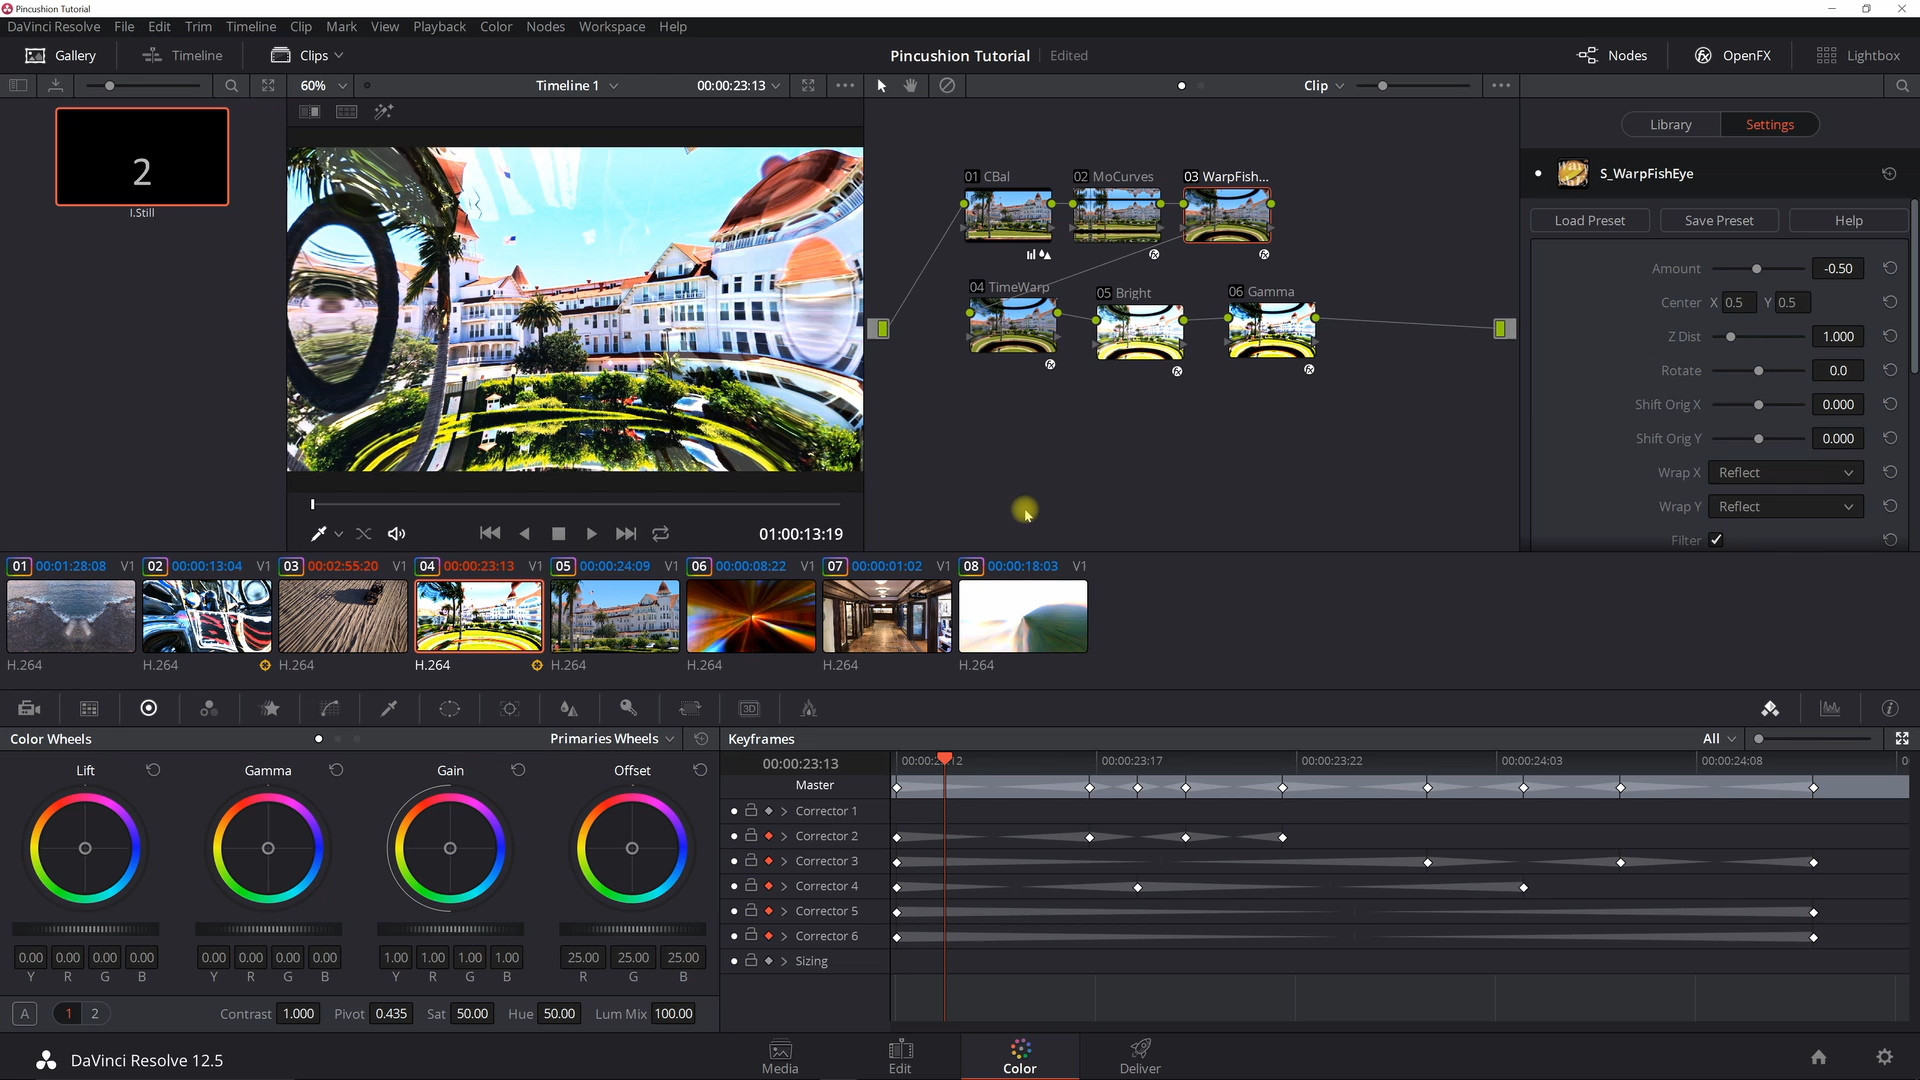 Pincushion Tutorial
DaVinci Resolve File Edit Trim Timeline Clip Mark View Playback Color Nodes Workspace Help
Gallery Timeline Clips Pincushion Tutorial Edited Nodes OpenFX Lightbox
60% Timeline 1 00:00:23:13 Clip
Library Settings
2
I.Still
S_WarpFishEye
Load Preset Save Preset Help
Amount -0.50
Center X 0.5 Y 0.5
Z Dist 1.000
Rotate 0.0
Shift Orig X 0.000
Shift Orig Y 0.000
Wrap X Reflect
Wrap Y Reflect
Filter
01 CBal 02 MoCurves 03 WarpFish...
04 TimeWarp 05 Bright 06 Gamma
01:00:13:19
01 00:01:28:08 V1 02 00:00:13:04 V1 03 00:02:55:20 V1 04 00:00:23:13 V1 05 00:00:24:09 V1 06 00:00:08:22 V1 07 00:00:01:02 V1 08 00:00:18:03 V1
H.264 H.264 H.264 H.264 H.264 H.264 H.264 H.264
3D
Color Wheels Primaries Wheels Keyframes All
Lift Gamma Gain Offset
0.00 0.00 0.00 0.00 0.00 0.00 0.00 0.00 1.00 1.00 1.00 1.00 25.00 25.00 25.00
Y R G B Y R G B Y R G B R G B
A 1 2 Contrast 1.000 Pivot 0.435 Sat 50.00 Hue 50.00 Lum Mix 100.00
00:00:23:13 00:00:23:17 00:00:23:22 00:00:24:03 00:00:24:08
Master
Corrector 1
Corrector 2
Corrector 3
Corrector 4
Corrector 5
Corrector 6
Sizing
DaVinci Resolve 12.5 Media Edit Color Deliver